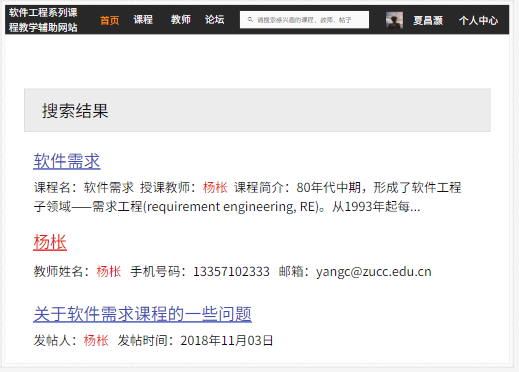 软件工程系列课
程教学辅助网站
首页 课程 教师 论坛 请搜索感兴趣的课程、教师、帖子 夏昌灏 个人中心
搜索结果
软件需求
课程名：软件需求 授课教师：杨枨 课程简介：80年代中期，形成了软件工程
子领域——需求工程(requirement engineering, RE)。从1993年起每...
杨枨
教师姓名：杨枨 手机号码：13357102333 邮箱：yangc@zucc.edu.cn
关于软件需求课程的一些问题
发帖人：杨枨 发帖时间：2018年11月03日